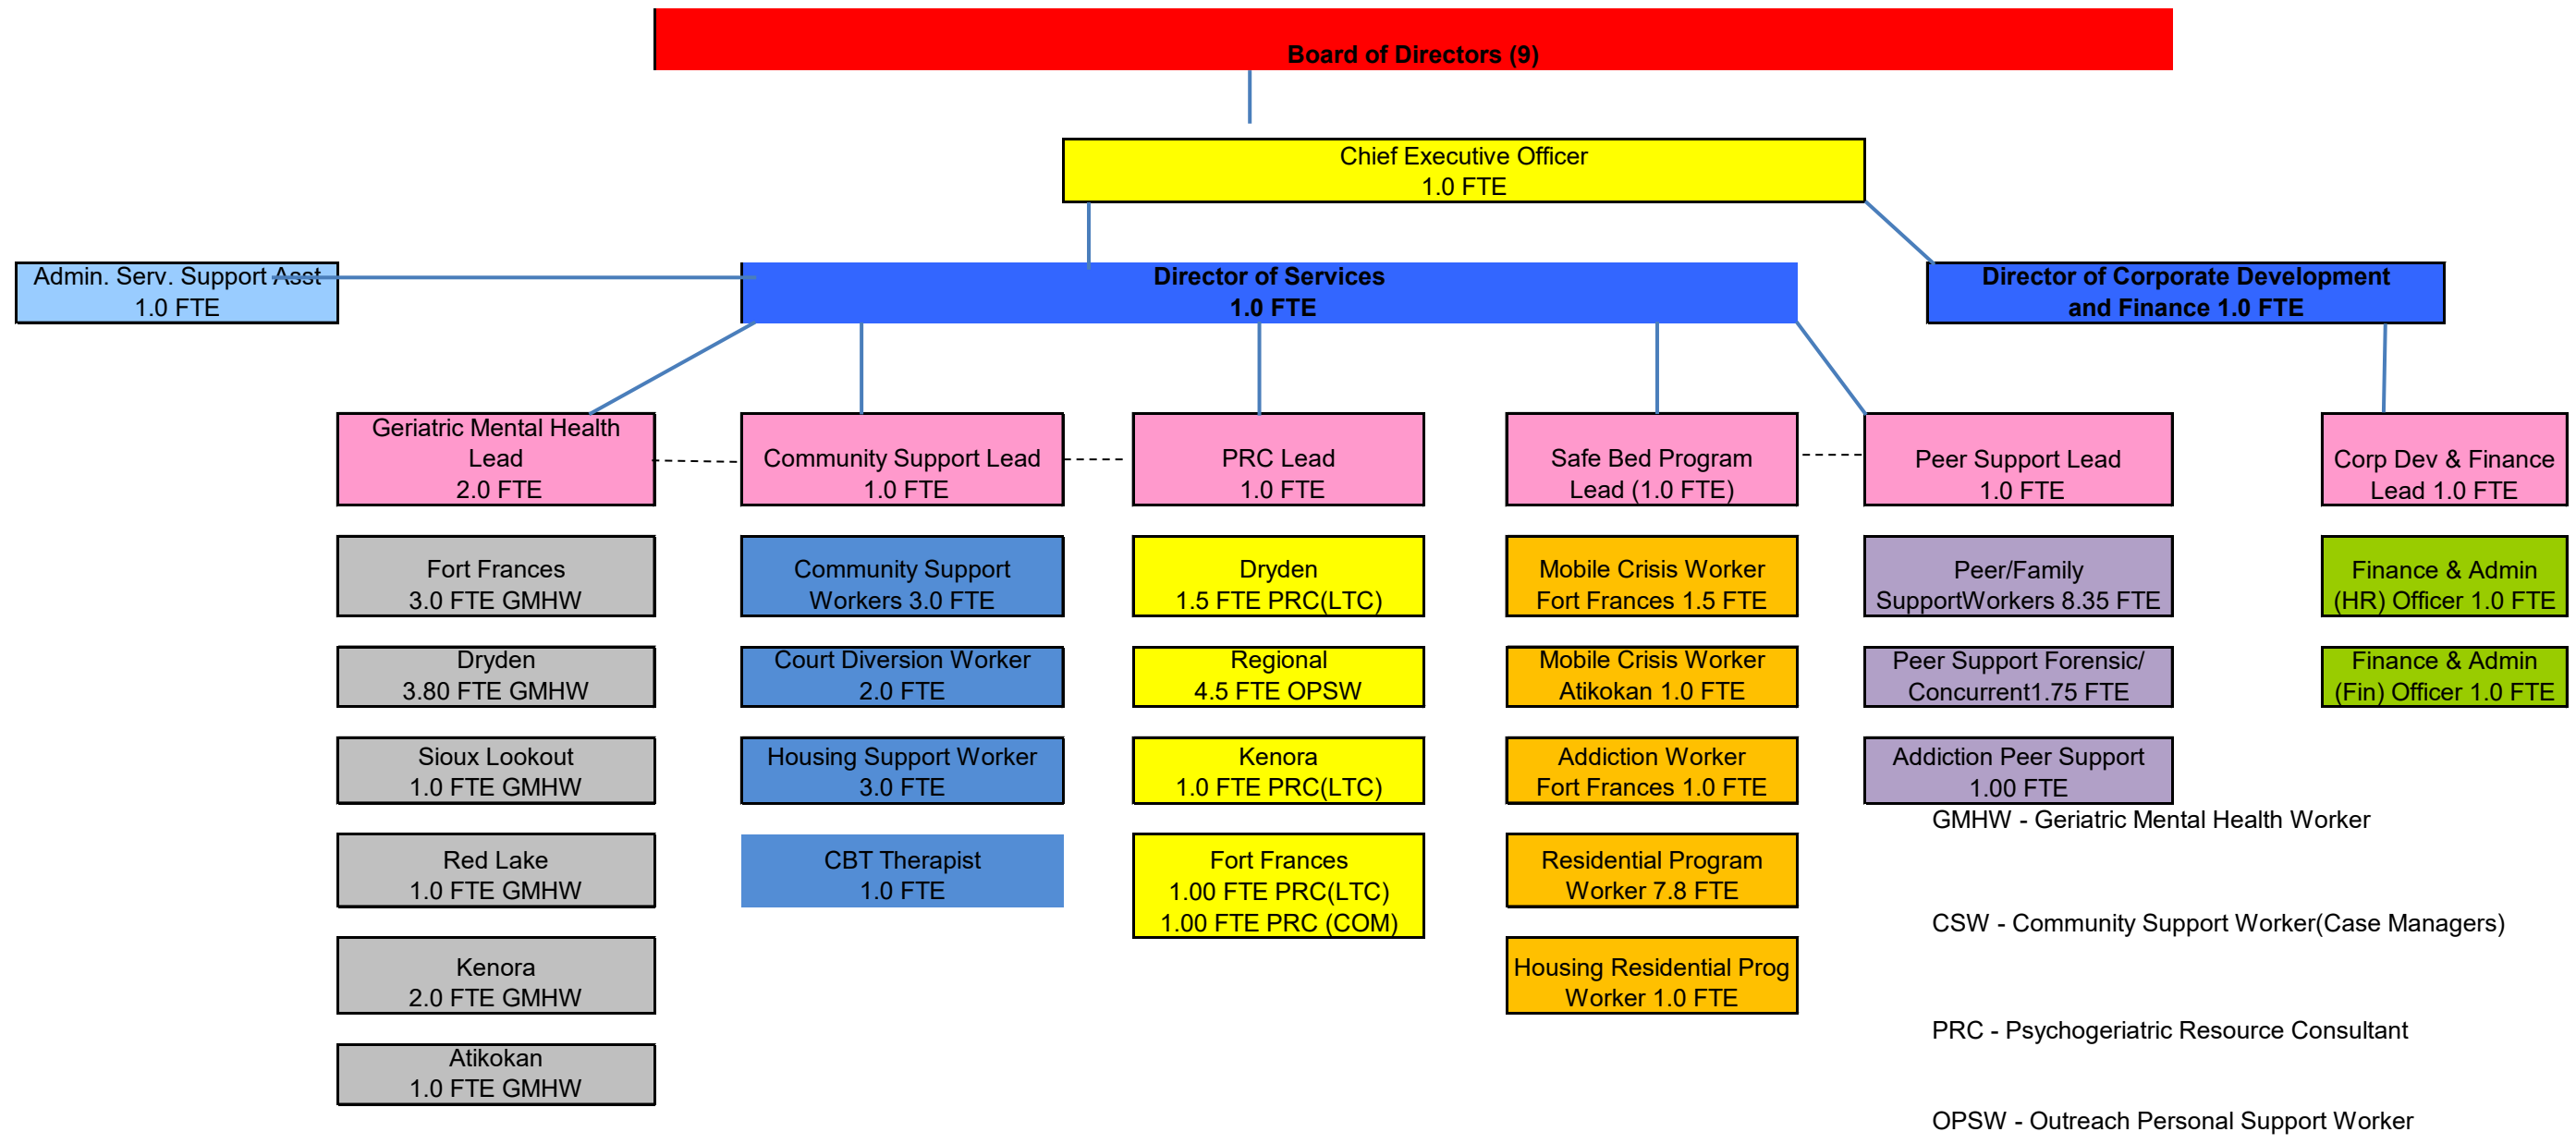 Board of Directors (9)
Chief Executive Officer
1.0 FTE
Admin. Serv. Support Asst
1.0 FTE
Director of Services
1.0 FTE
Director of Corporate Development
and Finance 1.0 FTE
Geriatric Mental Health
Lead
2.0 FTE
Community Support Lead
1.0 FTE
PRC Lead
1.0 FTE
Safe Bed Program
Lead (1.0 FTE)
Peer Support Lead
1.0 FTE
Corp Dev & Finance
Lead 1.0 FTE
Fort Frances
3.0 FTE GMHW
Community Support
Workers 3.0 FTE
Dryden
1.5 FTE PRC(LTC)
Mobile Crisis Worker
Fort Frances 1.5 FTE
Peer/Family
SupportWorkers 8.35 FTE
Finance & Admin
(HR) Officer 1.0 FTE
Dryden
3.80 FTE GMHW
Court Diversion Worker
2.0 FTE
Regional
4.5 FTE OPSW
Mobile Crisis Worker
Atikokan 1.0 FTE
Peer Support Forensic/
Concurrent1.75 FTE
Finance & Admin
(Fin) Officer 1.0 FTE
Sioux Lookout
1.0 FTE GMHW
Housing Support Worker
3.0 FTE
Kenora
1.0 FTE PRC(LTC)
Addiction Worker
Fort Frances 1.0 FTE
Addiction Peer Support
1.00 FTE
GMHW - Geriatric Mental Health Worker
Red Lake
1.0 FTE GMHW
CBT Therapist
1.0 FTE
Fort Frances
1.00 FTE PRC(LTC)
1.00 FTE PRC (COM)
Residential Program
Worker 7.8 FTE
CSW - Community Support Worker(Case Managers)
Kenora
2.0 FTE GMHW
Housing Residential Prog
Worker 1.0 FTE
PRC - Psychogeriatric Resource Consultant
Atikokan
1.0 FTE GMHW
OPSW - Outreach Personal Support Worker